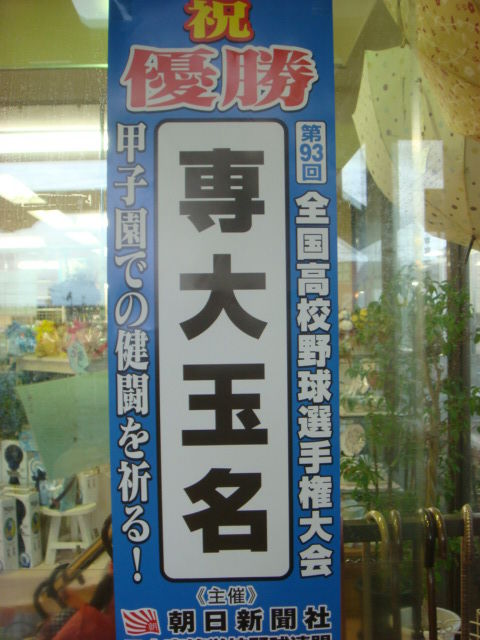 祝
優勝
第93回
全国高校野球選手権大会
専大玉名
甲子園での健闘を祈る!
《主催》
朝日新聞社